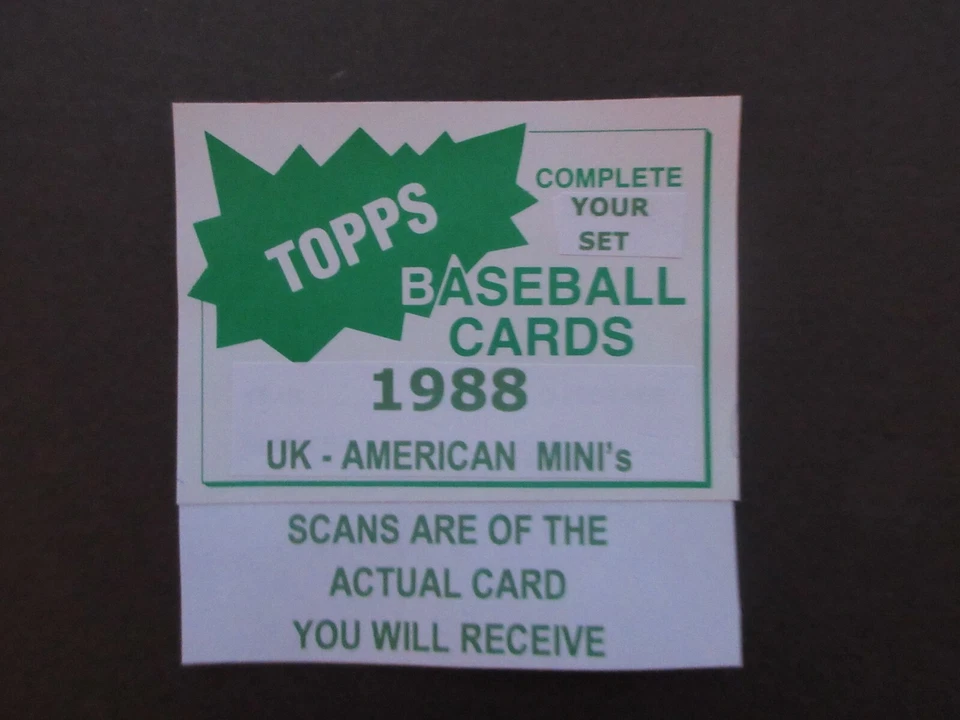 TOPPS
COMPLETE
YOUR
SET
BASEBALL
CARDS
1988
UK - AMERICAN MINI's
SCANS ARE OF THE
ACTUAL CARD
YOU WILL RECEIVE